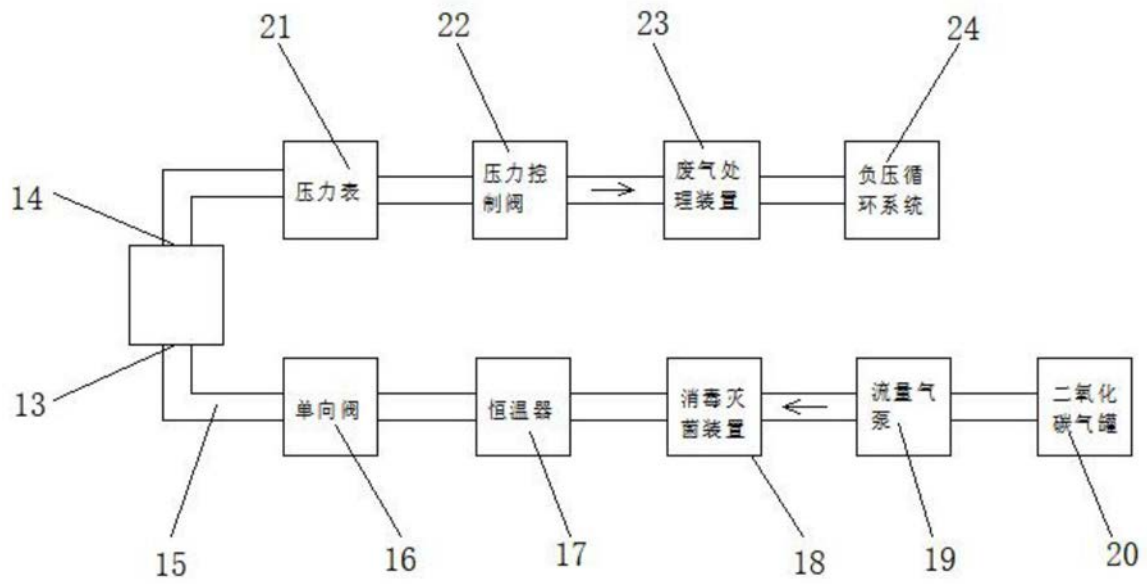 21
22
23
24
压力表
压力控
制阀
废气处
理装置
负压循
环系统
14
13
单向阀
恒温器
消毒灭
菌装置
流量气
泵
二氧化
碳气罐
15
16
17
18
19
20